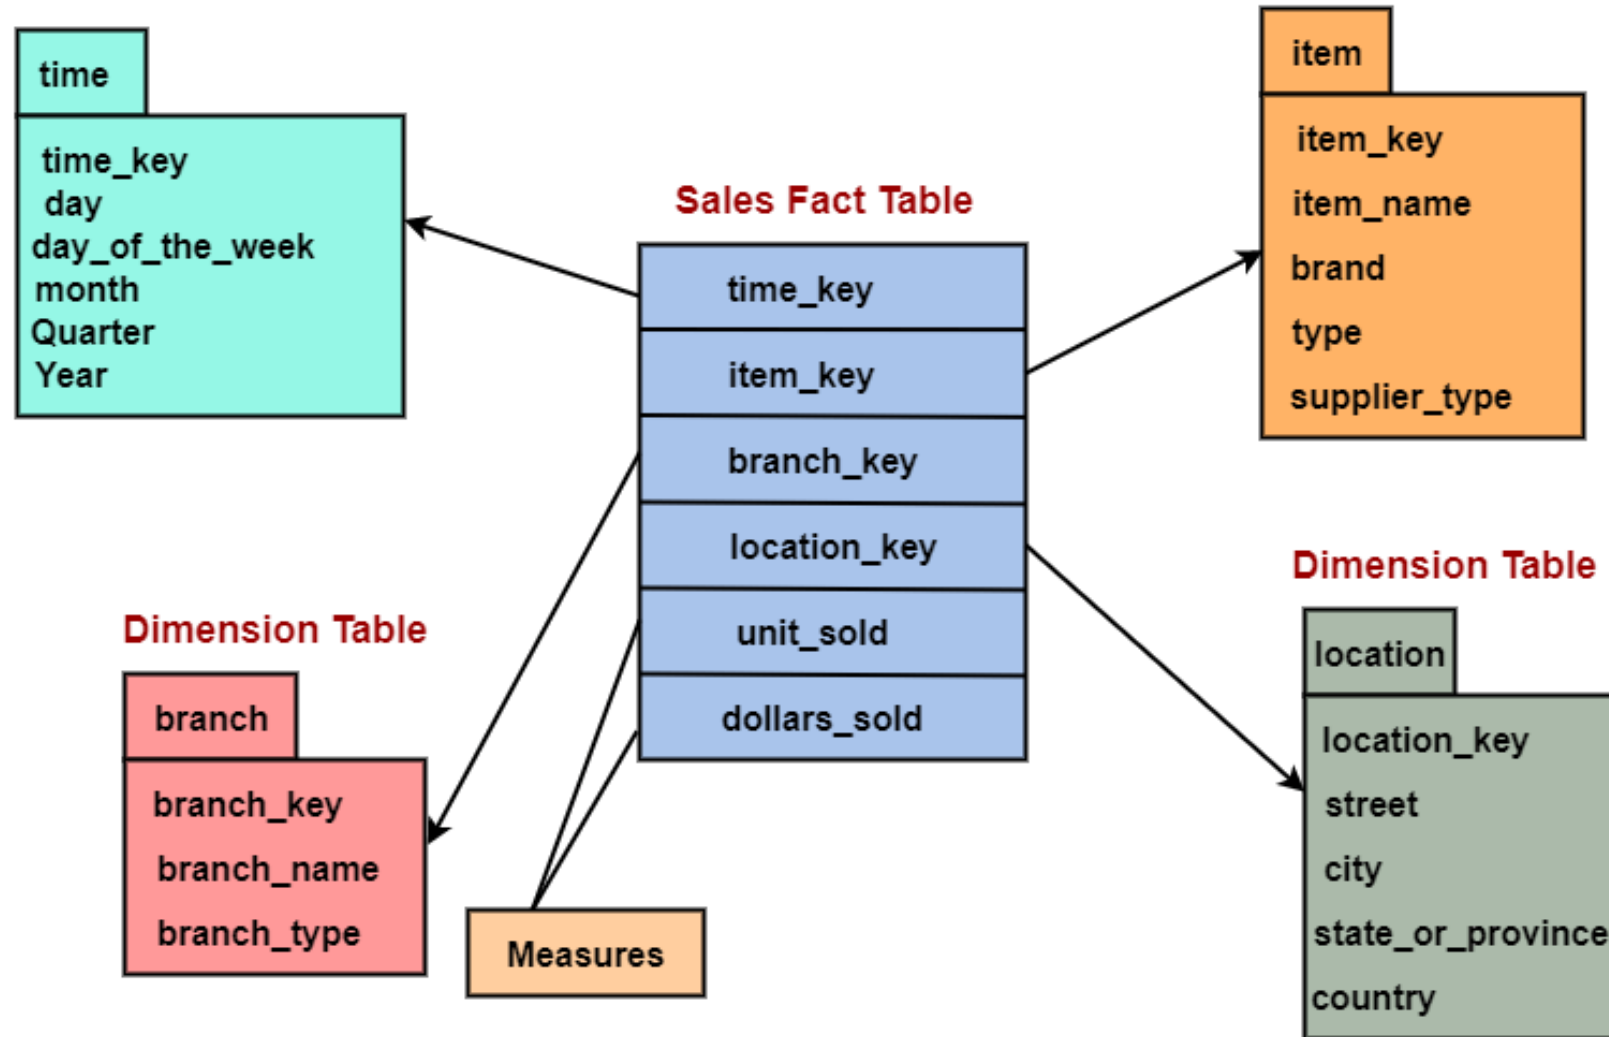 time
time_key
day
day_of_the_week
month
Quarter
Year
item
item_key
item_name
brand
type
supplier_type
Sales Fact Table
time_key
item_key
branch_key
location_key
unit_sold
dollars_sold
Dimension Table
branch
branch_key
branch_name
branch_type
Measures
Dimension Table
location
location_key
street
city
state_or_province
country